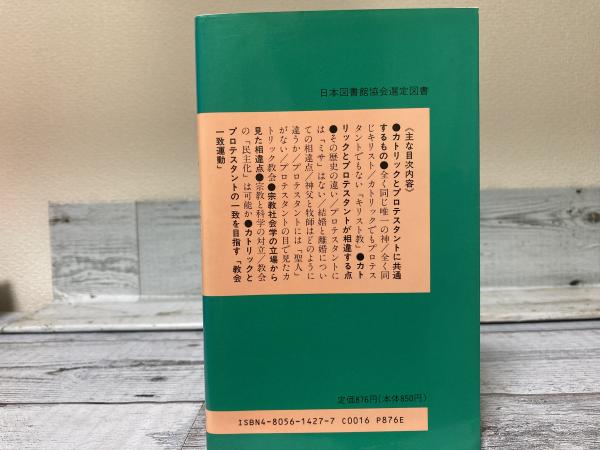 日本図書館協会選定図書
《主な目次内容》
●カトリックとプロテスタントに共通
するもの●全く同じ唯一の神/全く同
じキリスト/カトリックでもプロテス
タントでもない「キリスト教」●カト
リックとプロテスタントが相違する点
●その歴史の違い/プロテスタントに
は「ミサ」はない/結婚と離婚につい
ての相違点/神父と牧師はどのように
違うか/プロテスタントには「聖人」
がない/プロテスタントの目で見たカ
トリック教会●宗教社会学の立場から
見た相違点●宗教と科学の対立/教会
の「民主化」は可能か●カトリックと
プロテスタントの一致を目指す「教会
一致運動」
定価876円(本体850円)
ISBN4-8056-1427-7 C0016 P876E